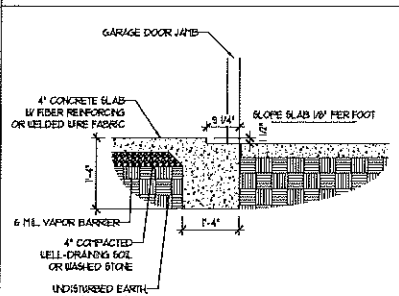 GARAGE DOOR JAMB
4" CONCRETE SLAB
W/ FIBER REINFORCING
OR WELDED WIRE FABRIC
9 1/4"
SLOPE SLAB 1/8" PER FOOT
1/2"
1'-4"
6 MIL. VAPOR BARRIER
1'-4"
4" COMPACTED
WELL-DRAINING SOIL
OR WASHED STONE
UNDISTURBED EARTH